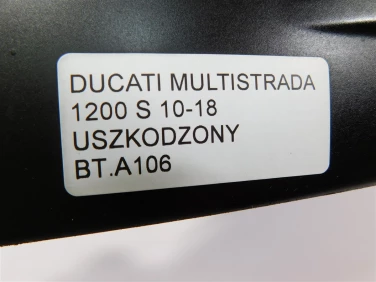 DUCATI MULTISTRADA
1200 S 10-18
USZKODZONY
BT.A106